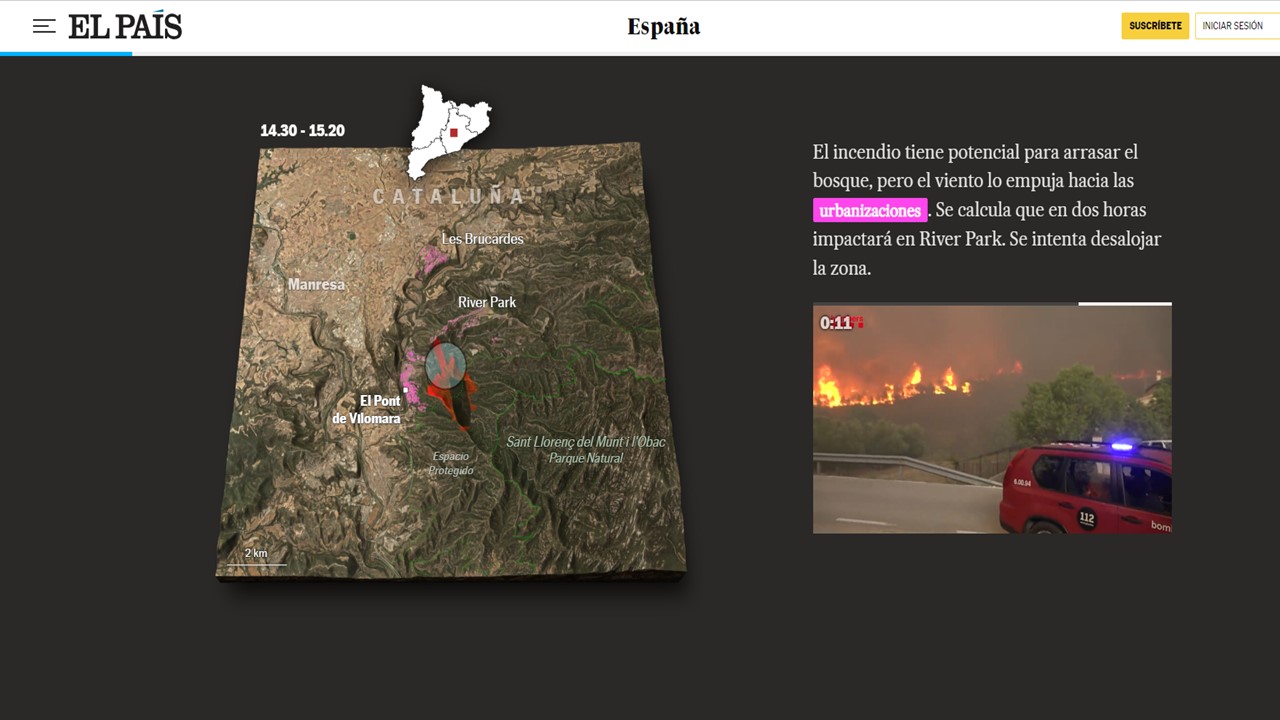 EL PAÍS
España
SUSCRÍBETE
INICIAR SESIÓN
14.30 - 15.20
CATALUÑA
Les Brucardes
Manresa
River Park
El Pont
de Vilomara
Sant Llorenç del Munt i l'Obac
Parque Natural
Espacio
Protegido
2 km
El incendio tiene potencial para arrasar el
bosque, pero el viento lo empuja hacia las
urbanizaciones. Se calcula que en dos horas
impactará en River Park. Se intenta desalojar
la zona.
0:11
112
bom